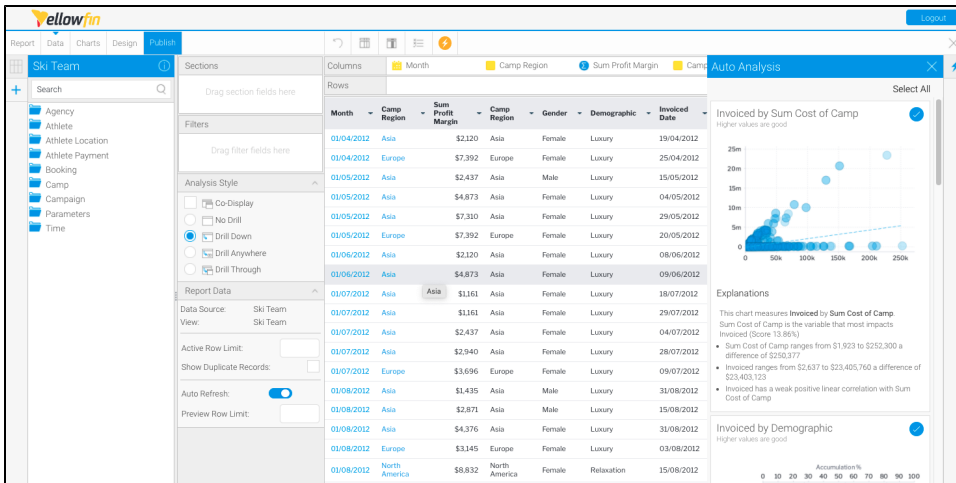 Yellowfin
Logout
Report Data Charts Design Publish
Ski Team
Search
Agency
Athlete
Athlete Location
Athlete Payment
Booking
Camp
Campaign
Parameters
Time
Sections
Drag section fields here
Filters
Drag filter fields here
Analysis Style
Co-Display
No Drill
Drill Down
Drill Anywhere
Drill Through
Report Data
Data Source: Ski Team
View: Ski Team
Active Row Limit:
Show Duplicate Records:
Auto Refresh:
Preview Row Limit:
Columns Month Camp Region Sum Profit Margin Camp
Rows
Month Camp Region Sum Profit Margin Camp Region Gender Demographic Invoiced Date
01/04/2012 Asia $2,120 Asia Female Luxury 19/04/2012
01/04/2012 Europe $7,392 Europe Female Luxury 25/04/2012
01/05/2012 Asia $2,437 Asia Male Luxury 15/05/2012
01/05/2012 Asia $4,873 Asia Female Luxury 04/05/2012
01/05/2012 Asia $7,310 Asia Female Luxury 29/05/2012
01/05/2012 Europe $7,392 Europe Female Luxury 20/05/2012
01/06/2012 Asia $2,120 Asia Female Luxury 08/06/2012
01/06/2012 Asia $4,873 Asia Female Luxury 09/06/2012
01/07/2012 Asia $1,161 Asia Female Luxury 18/07/2012
Asia
01/07/2012 Asia $1,161 Asia Female Luxury 29/07/2012
01/07/2012 Asia $2,437 Asia Female Luxury 04/07/2012
01/07/2012 Asia $2,940 Asia Female Luxury 28/07/2012
01/07/2012 Europe $3,696 Europe Female Luxury 09/07/2012
01/08/2012 Asia $1,435 Asia Male Luxury 31/08/2012
01/08/2012 Asia $2,871 Asia Male Luxury 15/08/2012
01/08/2012 Asia $4,376 Asia Female Luxury 31/08/2012
01/08/2012 Europe $3,145 Europe Female Luxury 03/08/2012
01/08/2012 North America $8,832 North America Female Relaxation 15/08/2012
Auto Analysis
Select All
Invoiced by Sum Cost of Camp
Higher values are good
25m
20m
15m
10m
5m
0
0 50k 100k 150k 200k 250k
Explanations
This chart measures Invoiced by Sum Cost of Camp.
Sum Cost of Camp is the variable that most impacts
Invoiced (Score 13.86%)
Sum Cost of Camp ranges from $1,923 to $252,300 a
difference of $250,377
Invoiced ranges from $2,637 to $23,405,760 a difference of
$23,403,123
Invoiced has a weak positive linear correlation with Sum
Cost of Camp
Invoiced by Demographic
Higher values are good
Accumulation %
0 10 20 30 40 50 60 70 80 90 100